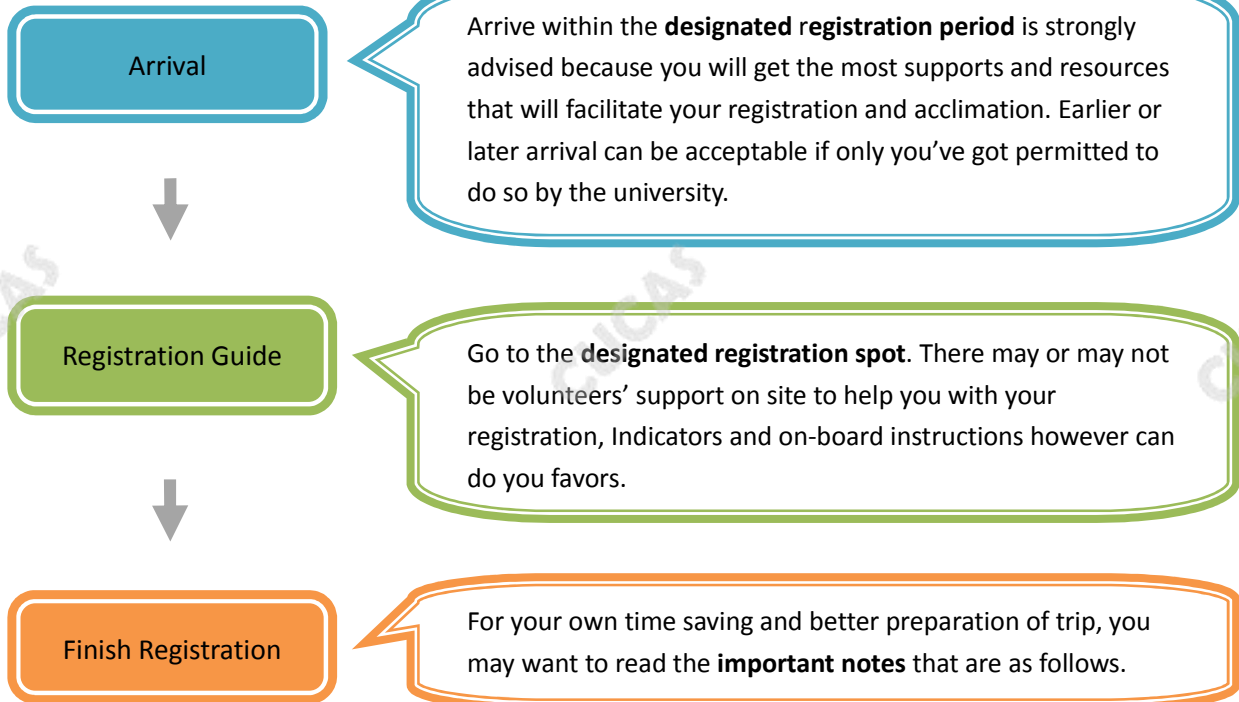 Arrival
Arrive within the designated registration period is strongly
advised because you will get the most supports and resources
that will facilitate your registration and acclimation. Earlier or
later arrival can be acceptable if only you've got permitted to
do so by the university.
CUCAS
Registration Guide
Go to the designated registration spot. There may or may not
be volunteers' support on site to help you with your
registration, Indicators and on-board instructions however can
do you favors.
Finish Registration
For your own time saving and better preparation of trip, you
may want to read the important notes that are as follows.